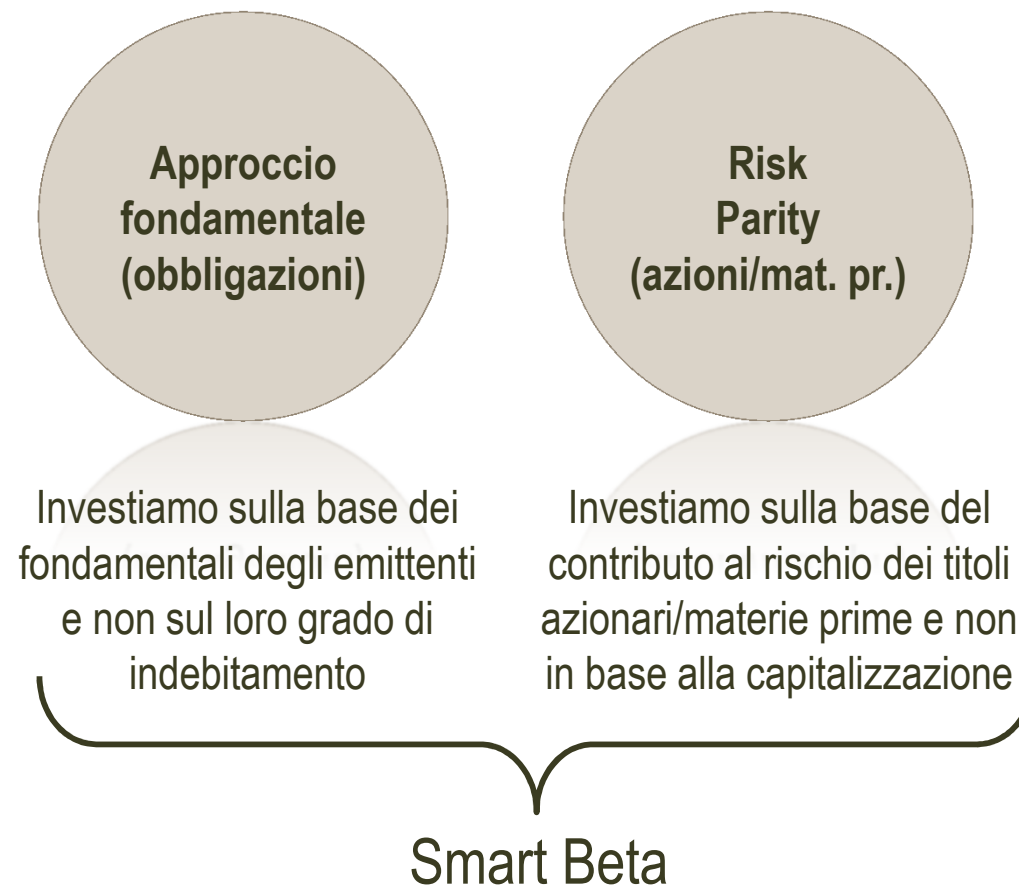 Approccio
fondamentale
(obbligazioni)
Investiamo sulla base dei
fondamentali degli emittenti
e non sul loro grado di
indebitamento
Risk
Parity
(azioni/mat. pr.)
Investiamo sulla base del
contributo al rischio dei titoli
azionari/materie prime e non
in base alla capitalizzazione
Smart Beta